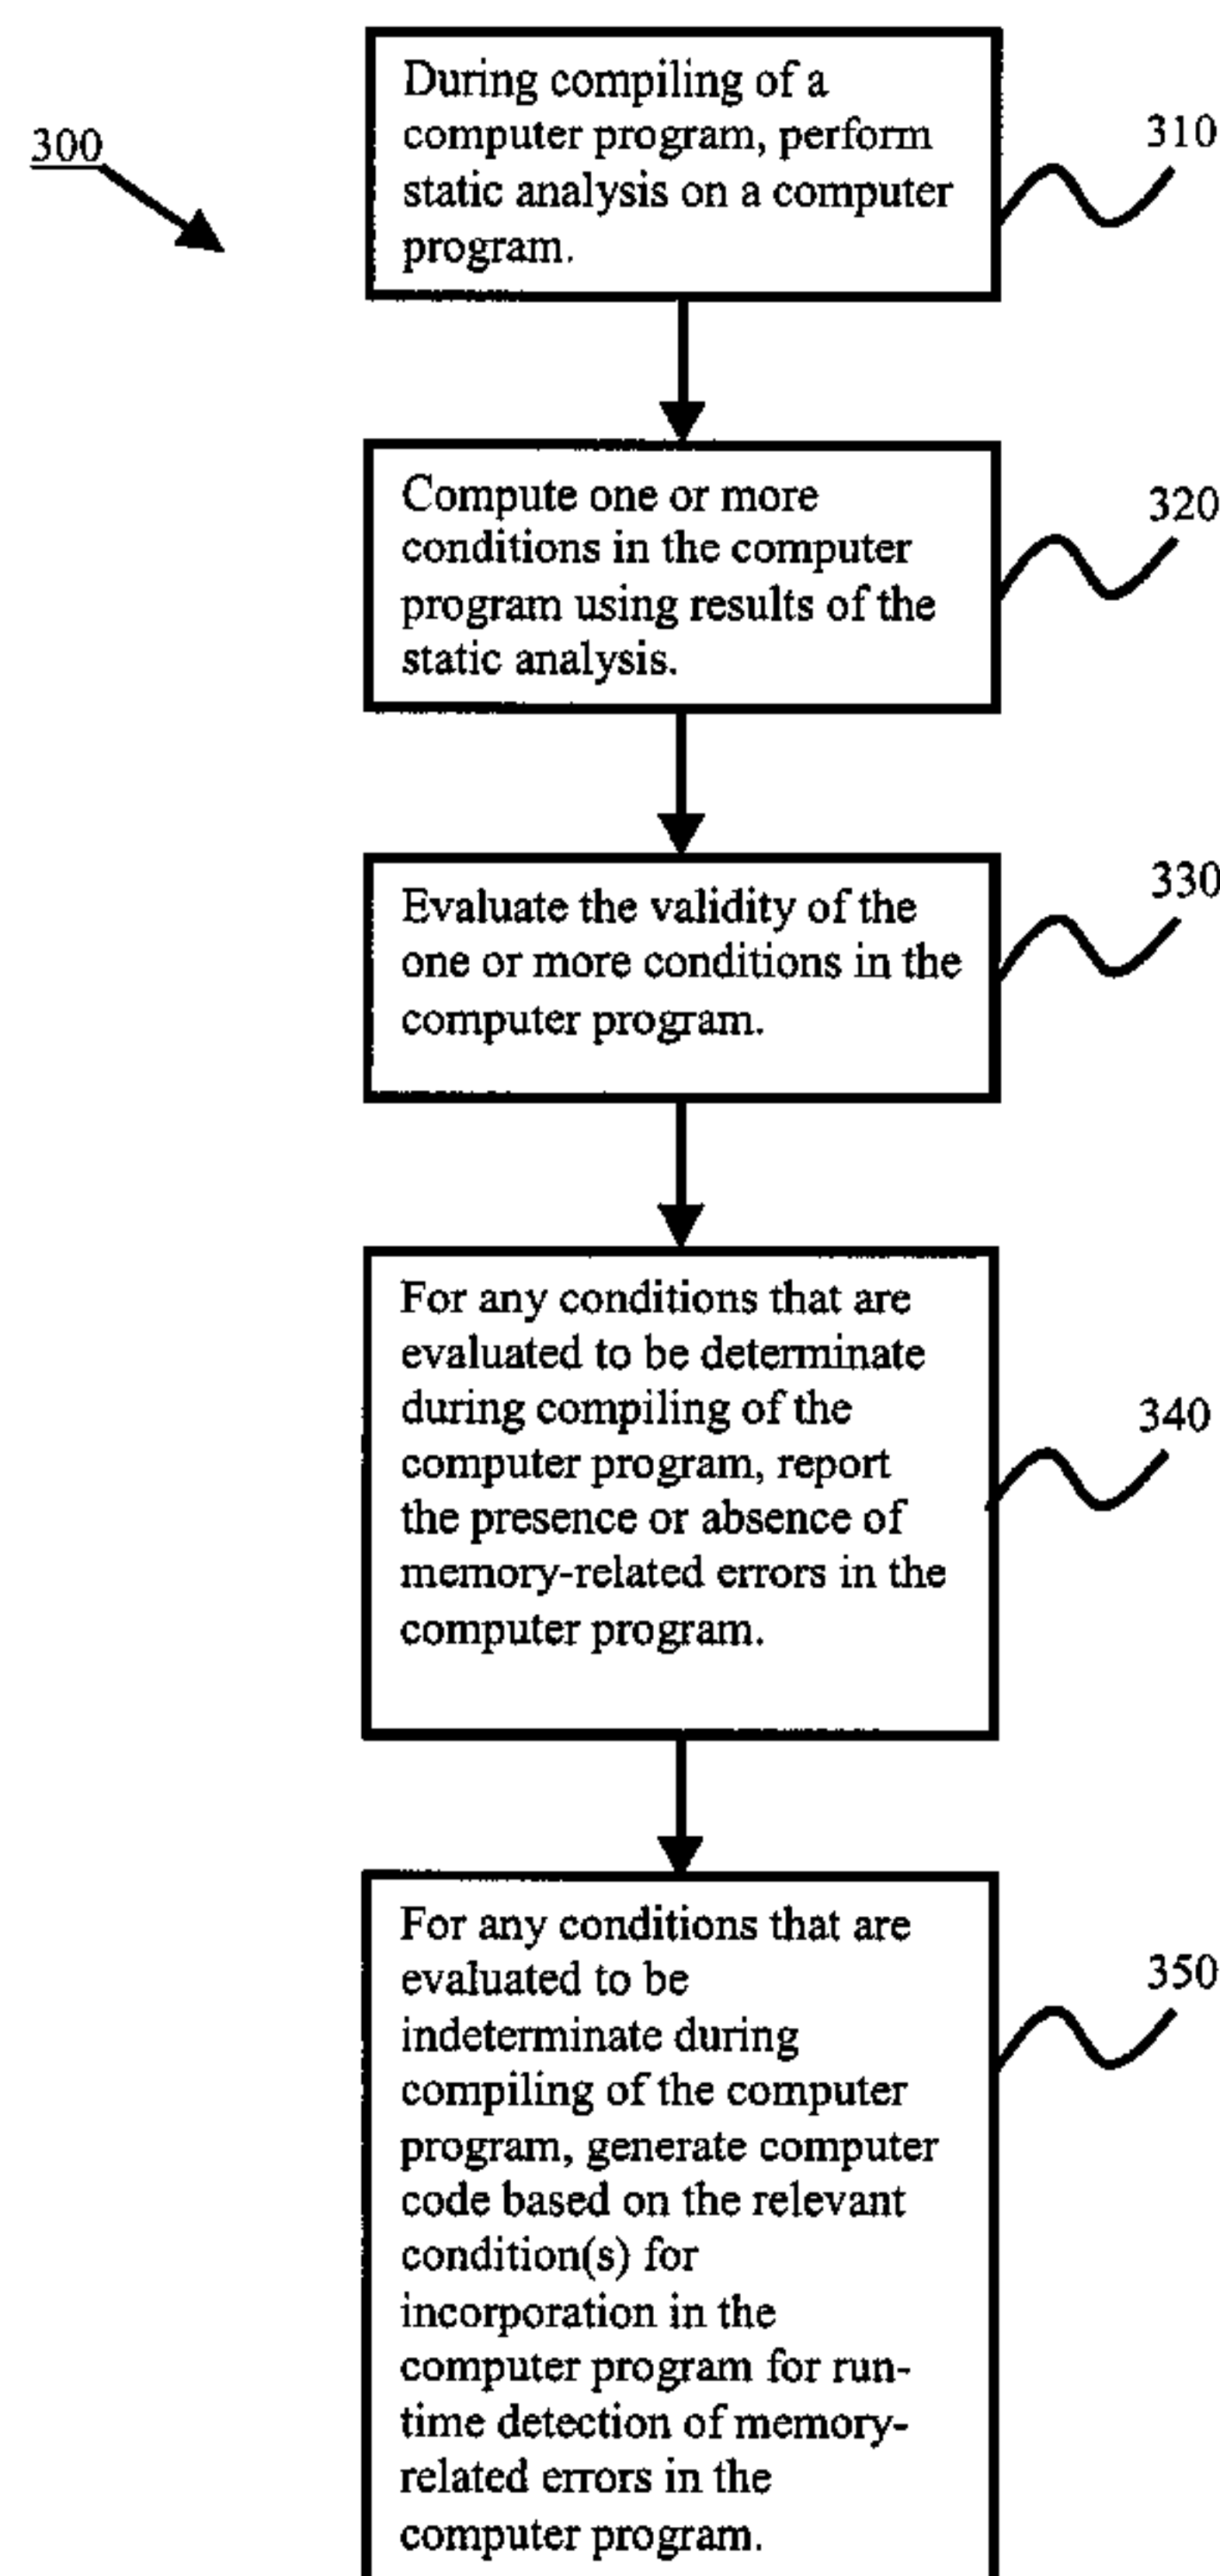 300
During compiling of a
computer program, perform
static analysis on a computer
program.
310
Compute one or more
conditions in the computer
program using results of the
static analysis.
320
Evaluate the validity of the
one or more conditions in the
computer program.
330
For any conditions that are
evaluated to be determinate
during compiling of the
computer program, report
the presence or absence of
memory-related errors in the
computer program.
340
For any conditions that are
evaluated to be
indeterminate during
compiling of the computer
program, generate computer
code based on the relevant
condition(s) for
incorporation in the
computer program for run-
time detection of memory-
related errors in the
computer program.
350